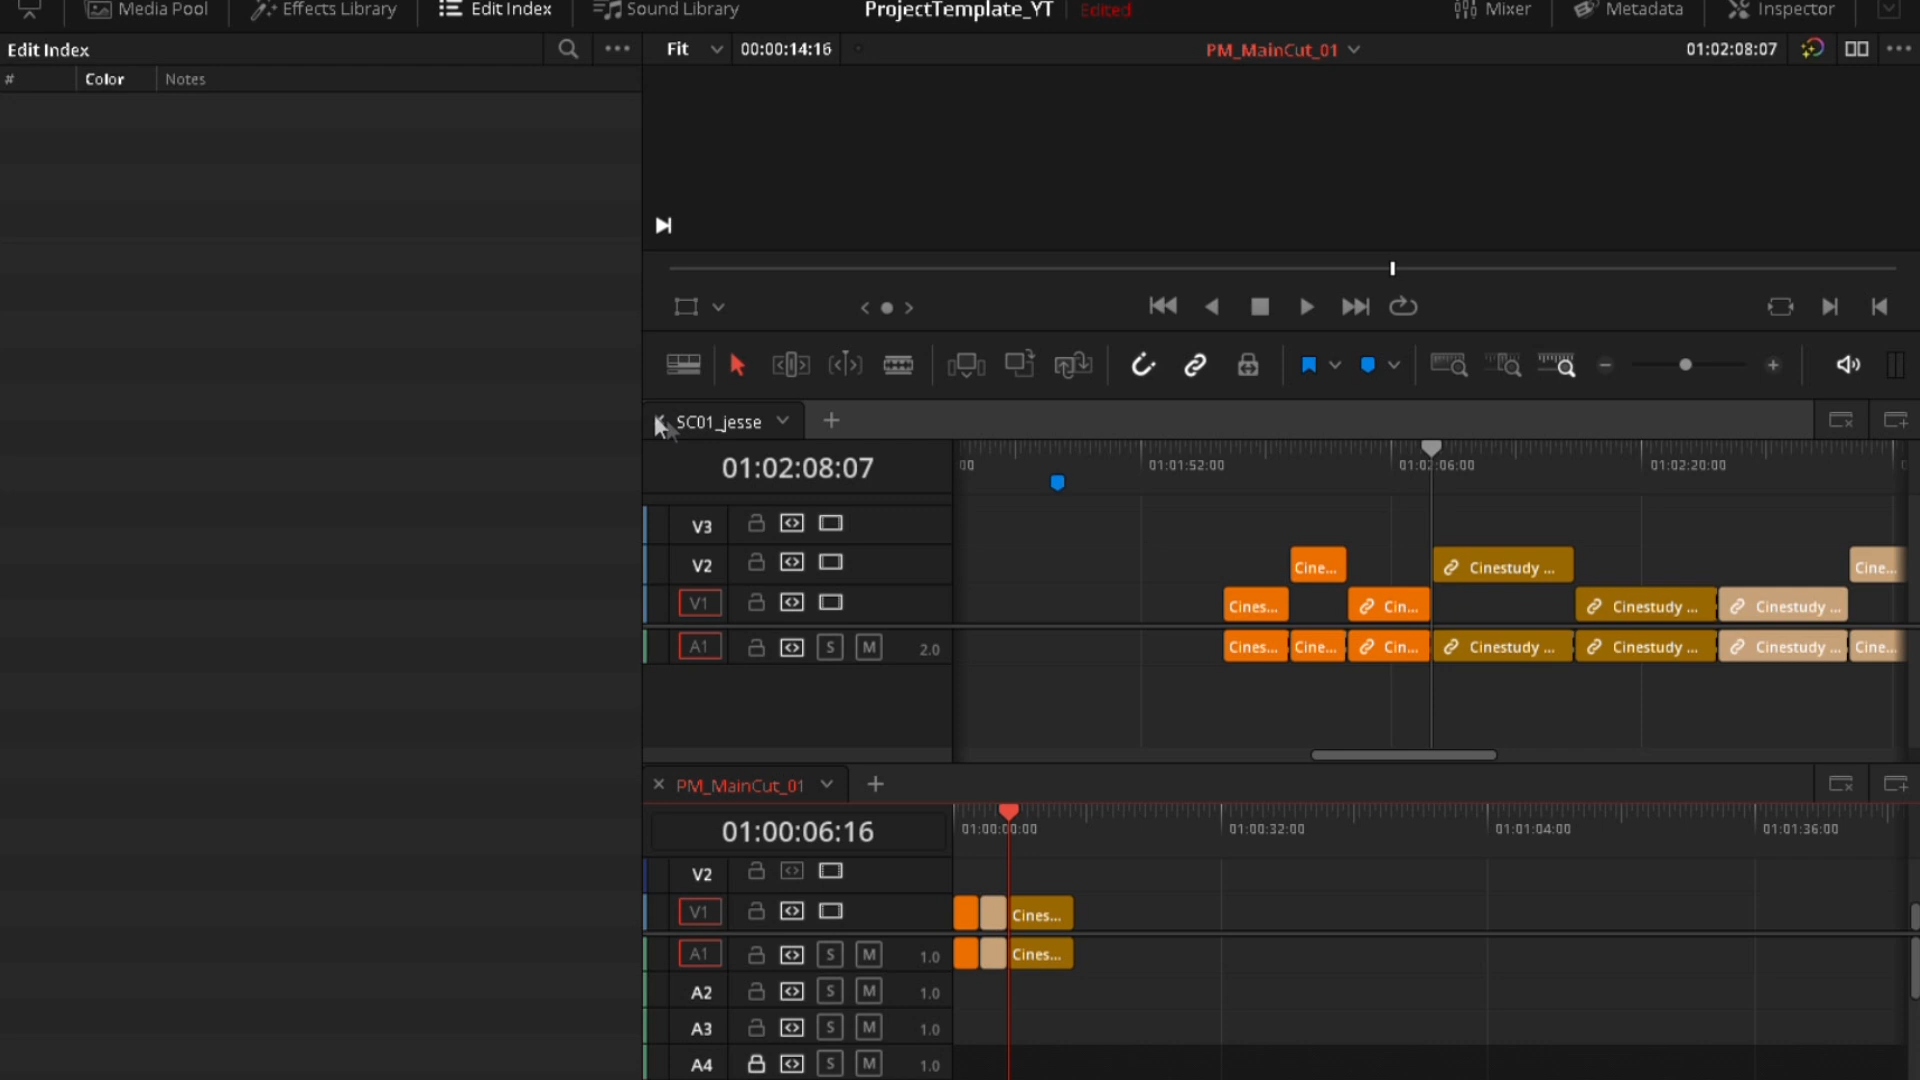 Media Pool Effects Library Edit Index Sound Library ProjectTemplate_YT Edited Mixer Metadata Inspector
Edit Index Fit 00:00:14:16 PM_MainCut_01 01:02:08:07
# Color Notes
SC01_jesse
01:02:08:07 00 01:01:52:00 01:02:06:00 01:02:20:00
V3
V2 Cine... Cinestudy ... Cine...
V1 Cines... Cin... Cinestudy ... Cinestudy ...
A1 S M 2.0 Cines... Cine... Cin... Cinestudy ... Cinestudy ... Cinestudy ... Cine...
PM_MainCut_01
01:00:06:16 01:00:00:00 01:00:32:00 01:01:04:00 01:01:36:00
V2
V1 Cines...
A1 S M 1.0 Cines...
A2 S M 1.0
A3 S M 1.0
A4 S M 1.0